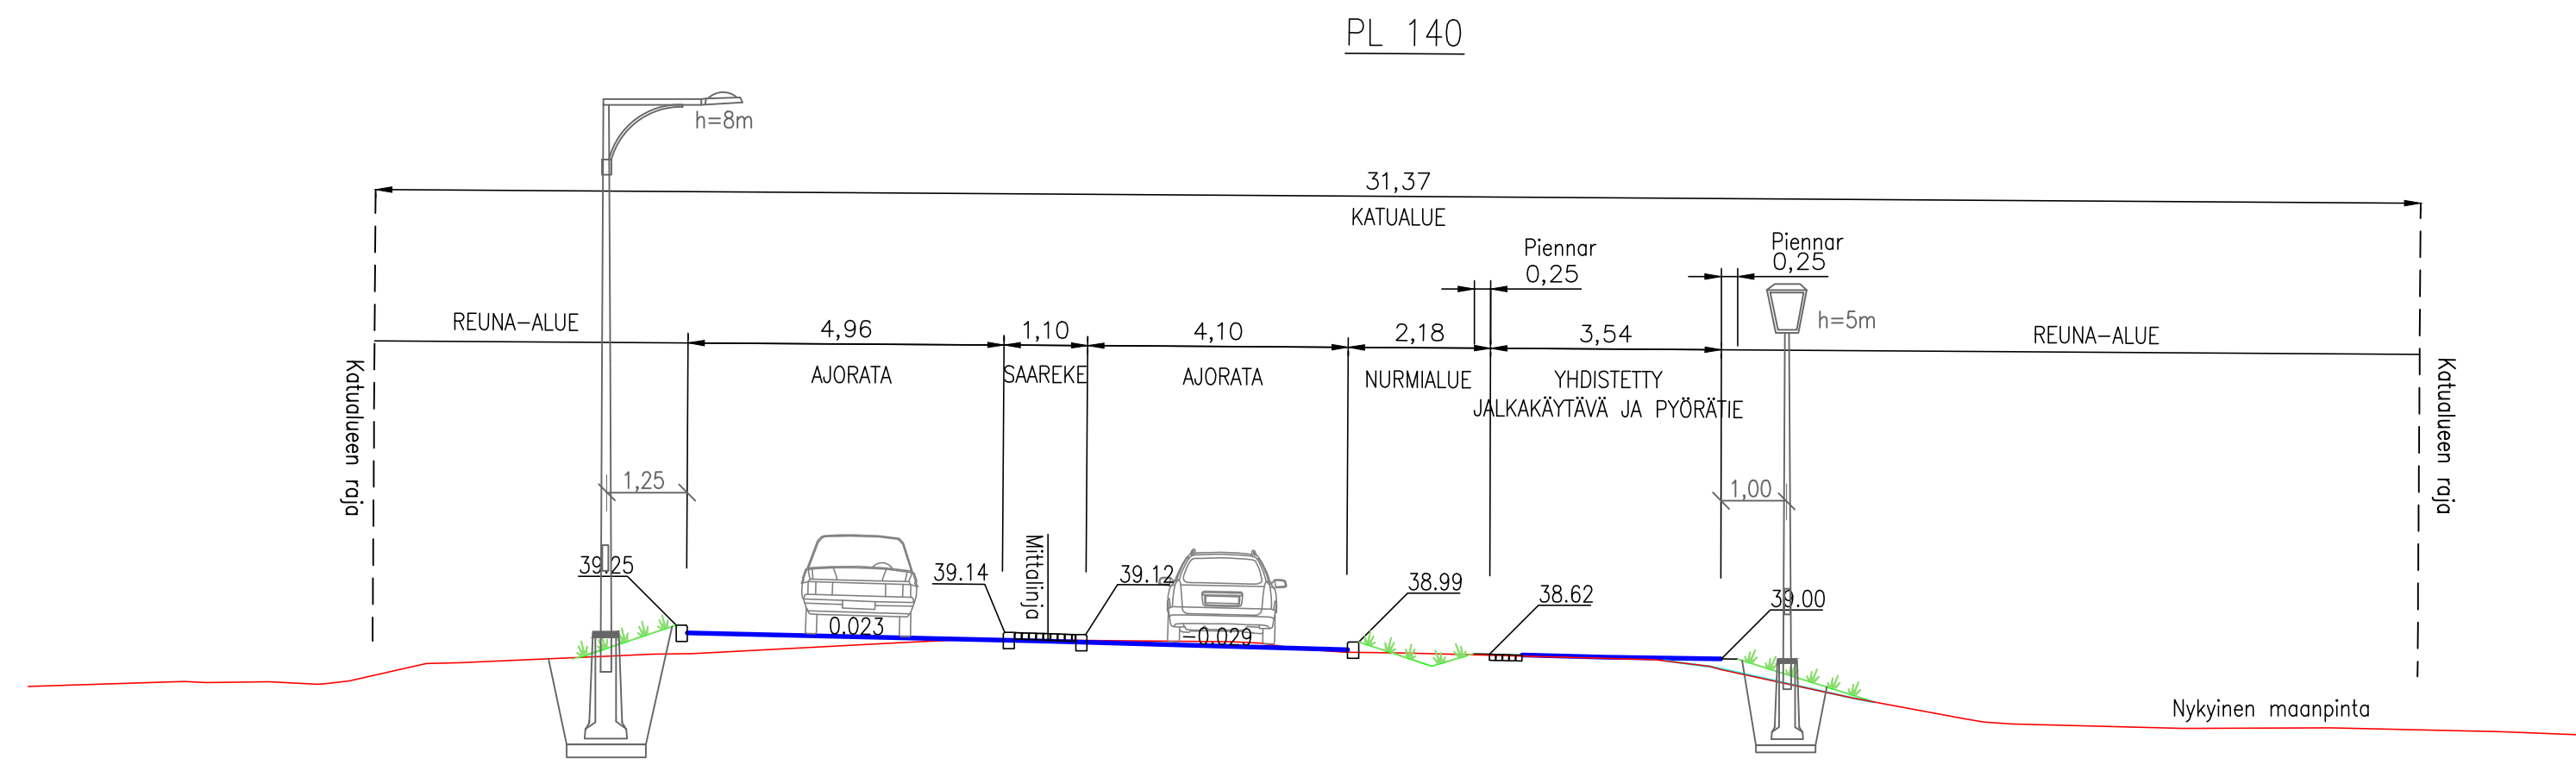 PL 140
h=8m
31,37
KATUALUE
Piennar
0,25
Piennar
0,25
h=5m
REUNA-ALUE
4,96
1,10
4,10
2,18
3,54
REUNA-ALUE
AJORATA
SAAREKE
AJORATA
NURMIALUE
YHDISTETTY
JALKAKÄYTÄVÄ JA PYÖRÄTIE
Katualueen raja
Katualueen raja
1,25
1,00
39.25
39.14
Mittalinja
39.12
38.99
38.62
39.00
0.023
-0.029
Nykyinen maanpinta